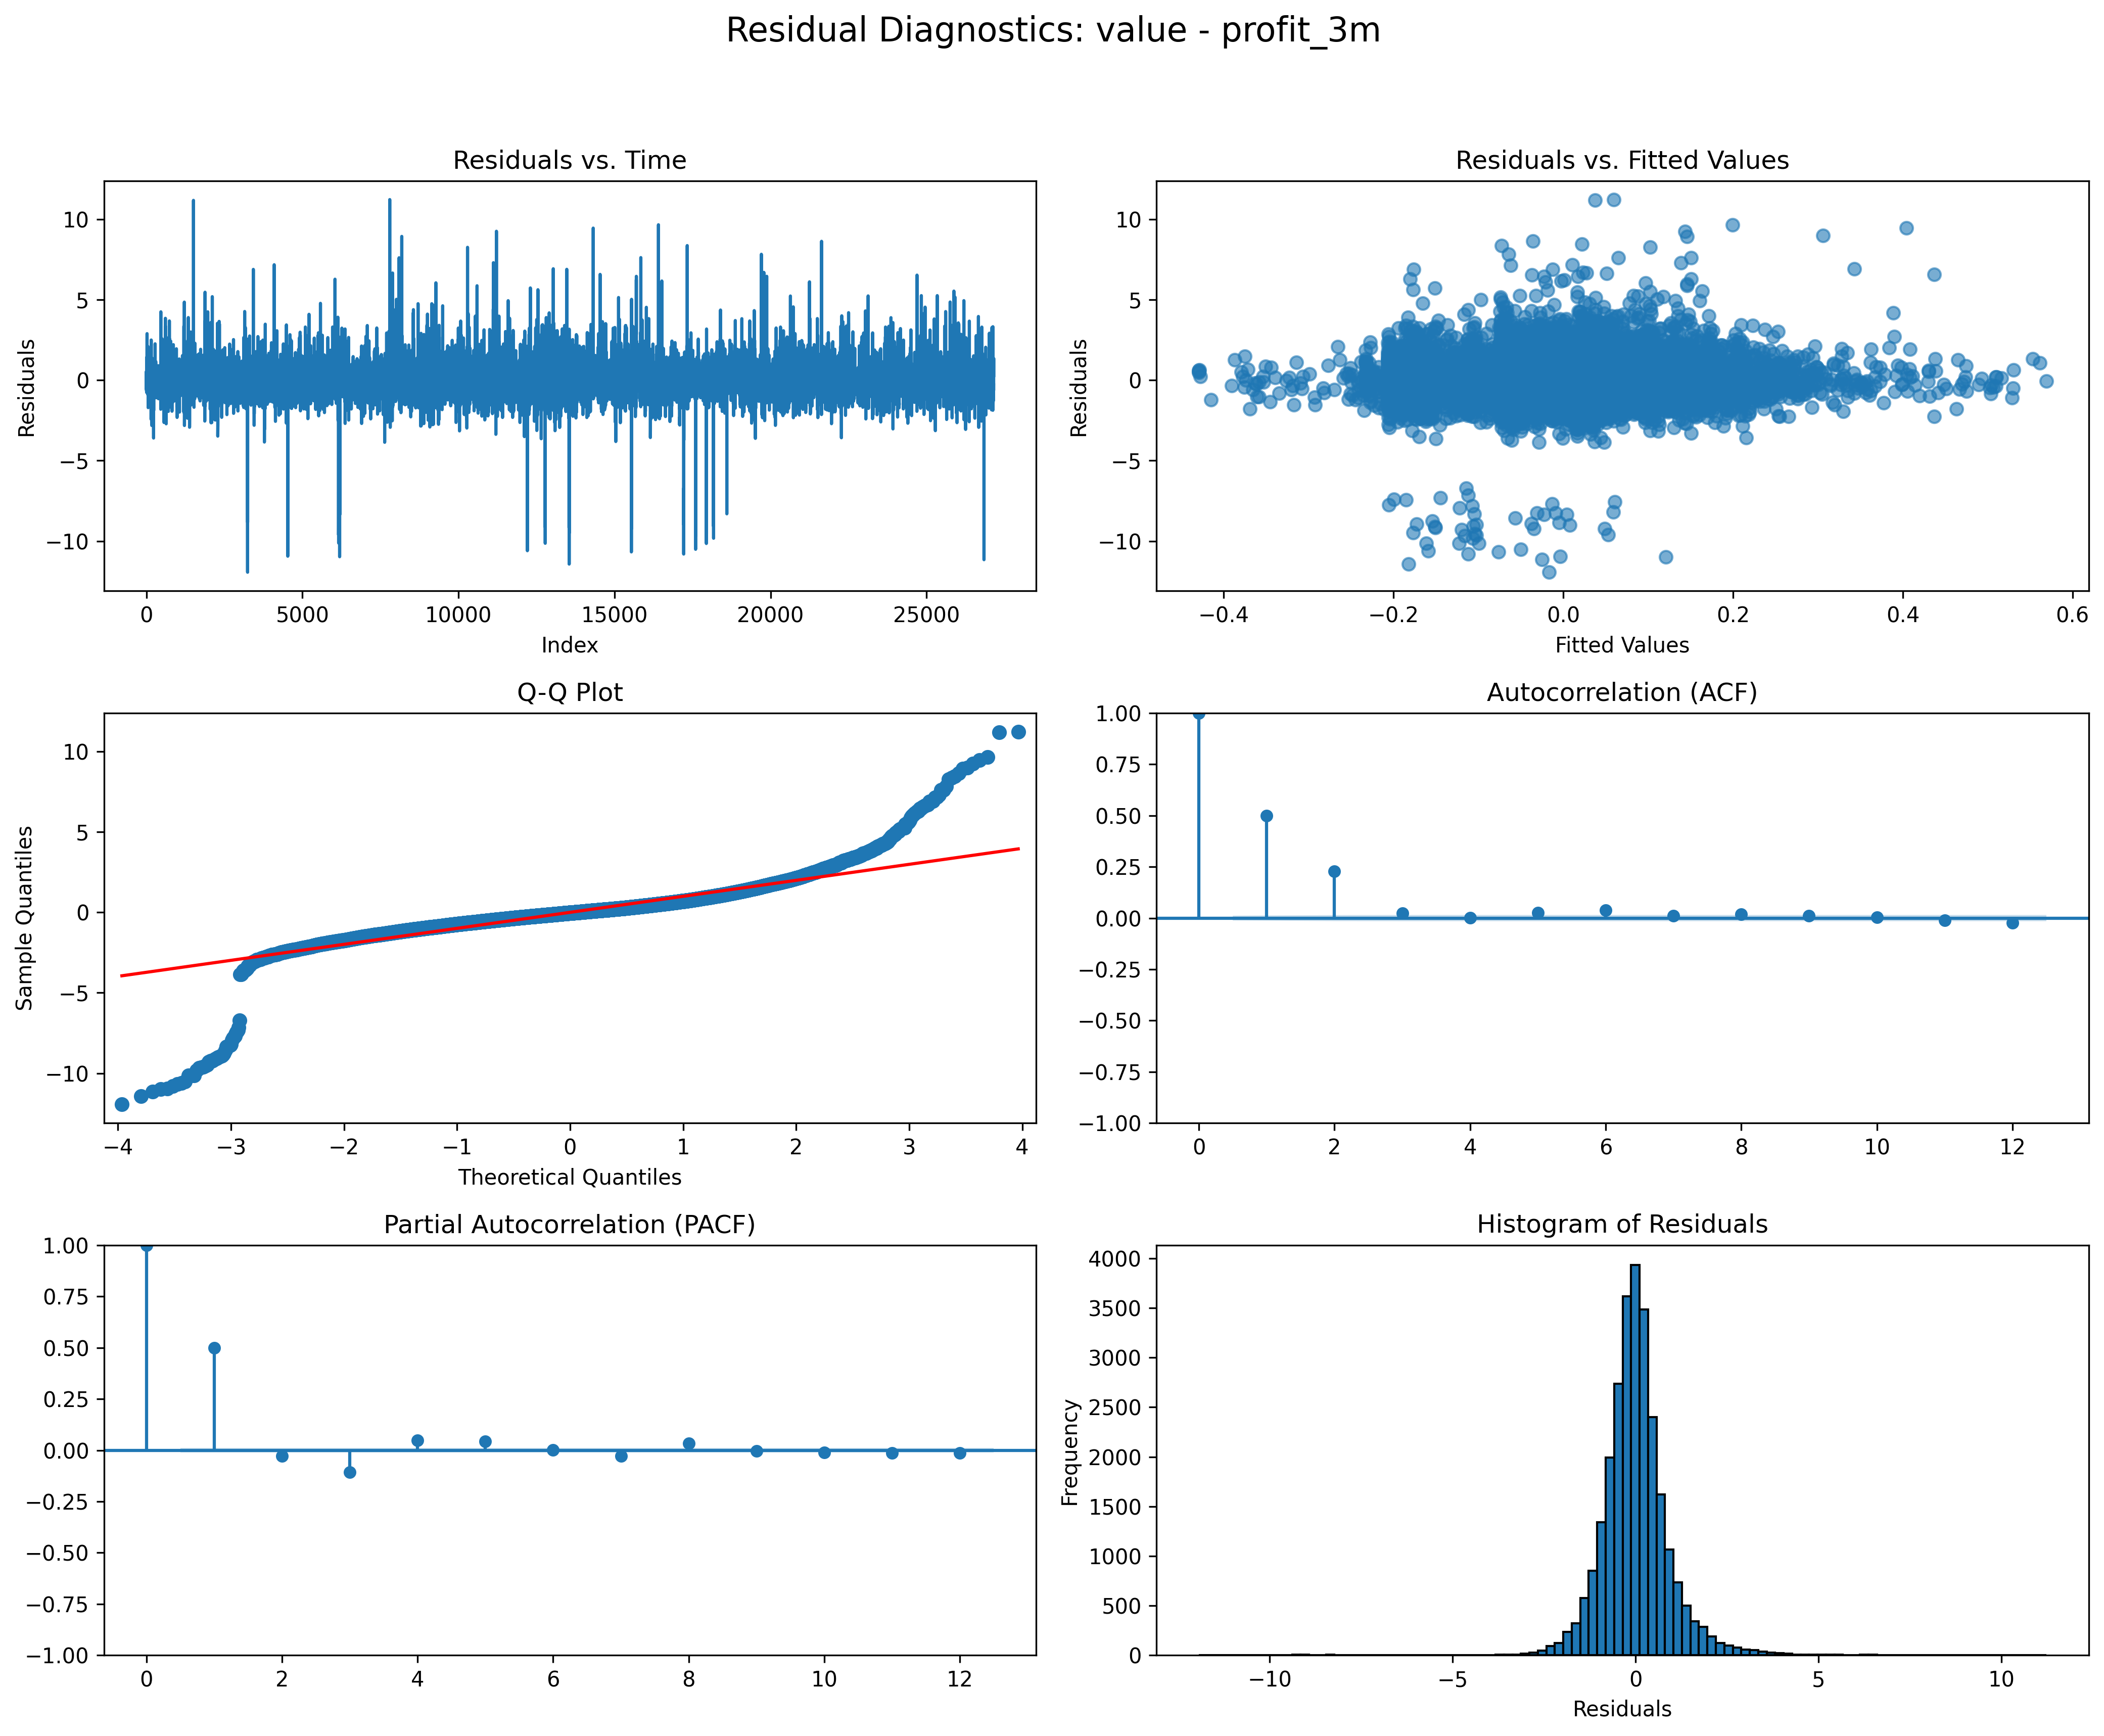 Residual Diagnostics: value - profit_3m
Residuals vs. Time
Residuals
10
5
0
−5
−10
0 5000 10000 15000 20000 25000
Index
Residuals vs. Fitted Values
Residuals
10
5
0
−5
−10
−0.4 −0.2 0.0 0.2 0.4 0.6
Fitted Values
Q-Q Plot
Sample Quantiles
10
5
0
−5
−10
−4 −3 −2 −1 0 1 2 3 4
Theoretical Quantiles
Autocorrelation (ACF)
1.00
0.75
0.50
0.25
0.00
−0.25
−0.50
−0.75
−1.00
0 2 4 6 8 10 12
Partial Autocorrelation (PACF)
1.00
0.75
0.50
0.25
0.00
−0.25
−0.50
−0.75
−1.00
0 2 4 6 8 10 12
Histogram of Residuals
Frequency
4000
3500
3000
2500
2000
1500
1000
500
0
−10 −5 0 5 10
Residuals